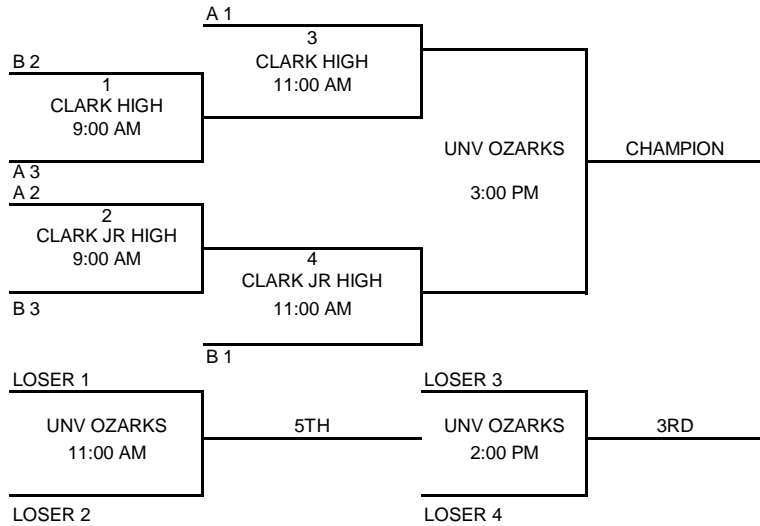 A 1
3
CLARK HIGH
11:00 AM
B 2
1
CLARK HIGH
9:00 AM
A 3
UNV OZARKS
3:00 PM
CHAMPION
A 2
2
CLARK JR HIGH
9:00 AM
B 3
4
CLARK JR HIGH
11:00 AM
B 1
LOSER 1
UNV OZARKS
11:00 AM
LOSER 2
5TH
LOSER 3
UNV OZARKS
2:00 PM
LOSER 4
3RD